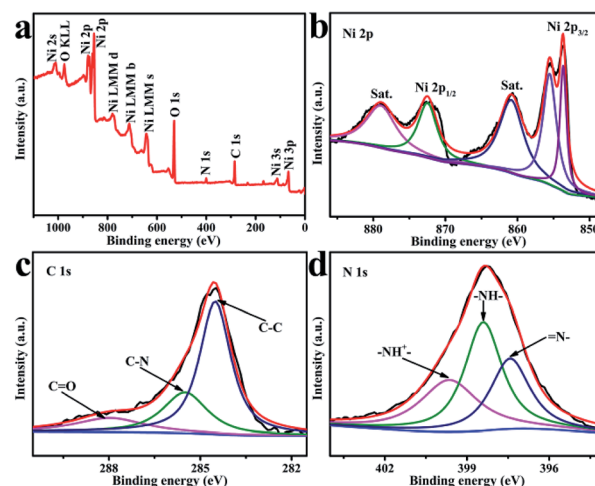 a
Ni 2s
O KLL
Ni 2p
Ni 2p
Ni LMM d
Ni LMM b
Ni LMM s
O 1s
N 1s
C 1s
Ni 3s
Ni 3p
Intensity (a.u.)
1000 800 600 400 200 0
Binding energy (eV)
b
Ni 2p
Ni 2p3/2
Sat.
Ni 2p1/2
Sat.
Intensity (a.u.)
880 870 860 850
Binding energy (eV)
c
C 1s
C-C
C-N
C=O
Intensity (a.u.)
288 285 282
Binding energy (eV)
d
N 1s
-NH-
=N-
-NH+-
Intensity (a.u.)
402 399 396
Binding energy (eV)